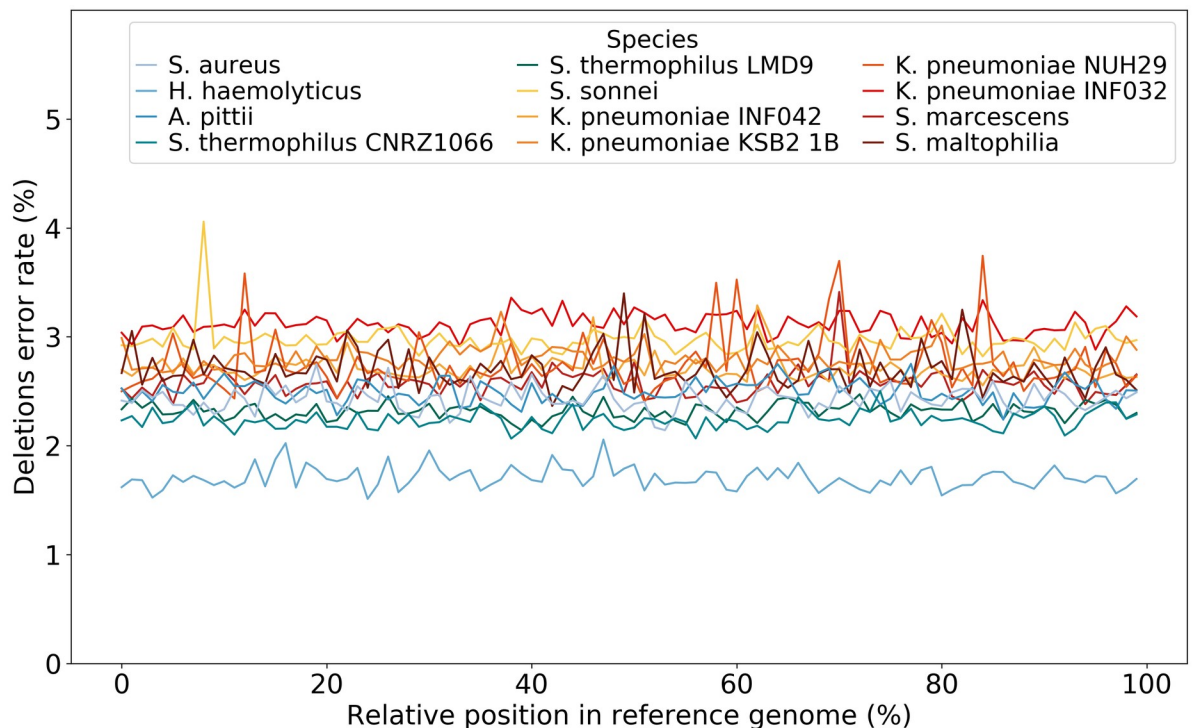 Species
S. aureus
H. haemolyticus
A. pittii
S. thermophilus CNRZ1066
S. thermophilus LMD9
S. sonnei
K. pneumoniae INF042
K. pneumoniae KSB2 1B
K. pneumoniae NUH29
K. pneumoniae INF032
S. marcescens
S. maltophilia
Deletions error rate (%)
5
4
3
2
1
0
0 20 40 60 80 100
Relative position in reference genome (%)